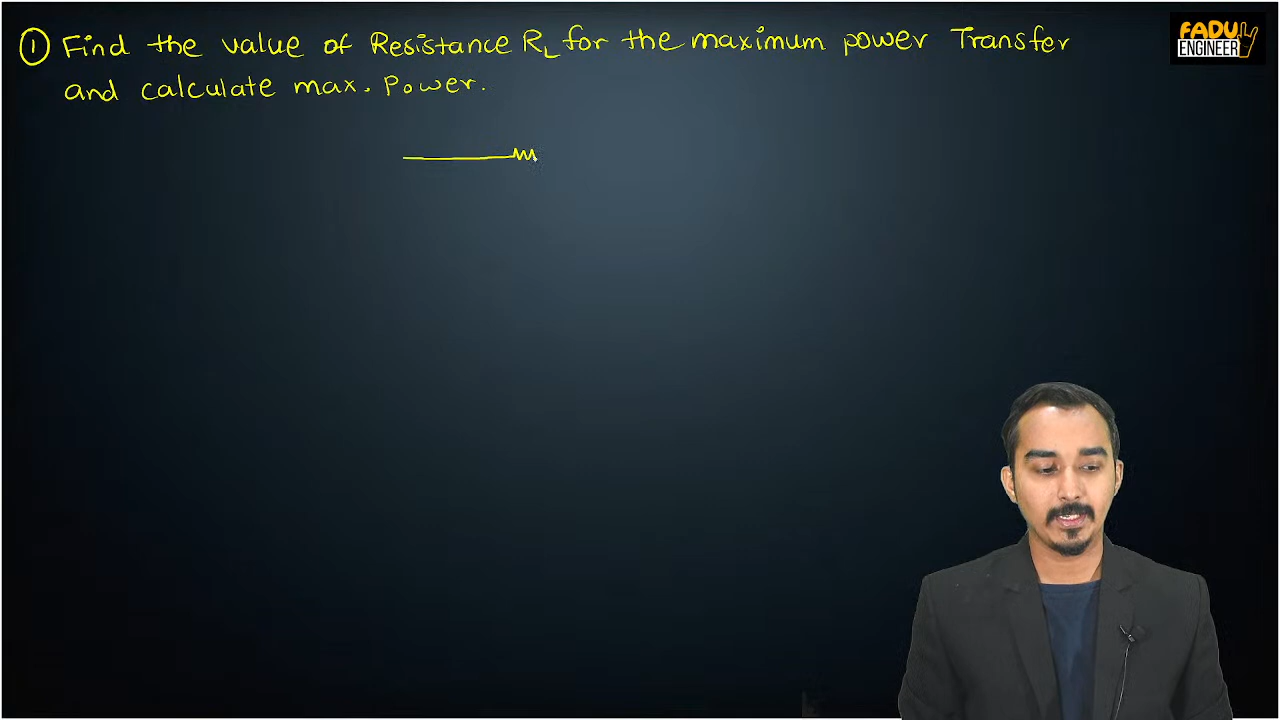 ① Find the value of Resistance RL for the maximum power Transfer
and calculate max. Power.
FADU
ENGINEER